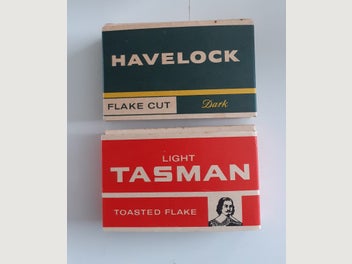 HAVELOCK
FLAKE CUT Dark
LIGHT
TASMAN
TOASTED FLAKE